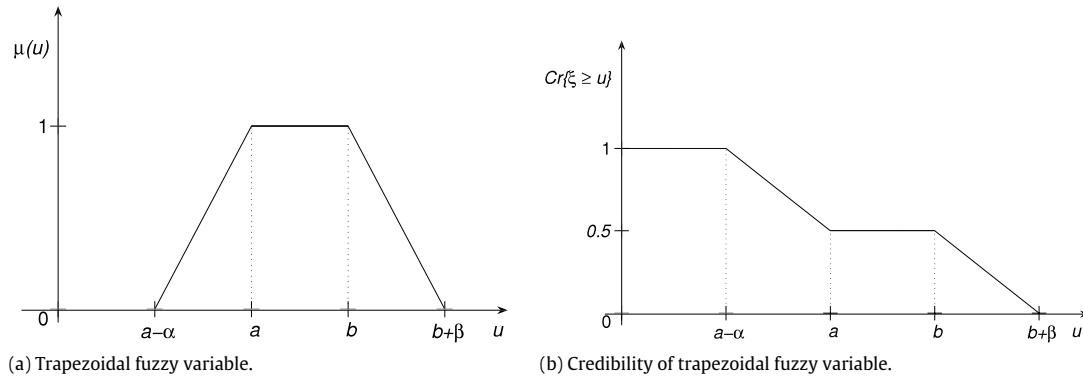 μ(u)
1
0
a−α
a
b
b+β
u
(a) Trapezoidal fuzzy variable.
Cr{ξ ≥ u}
1
0.5
0
a−α
a
b
b+β
u
(b) Credibility of trapezoidal fuzzy variable.